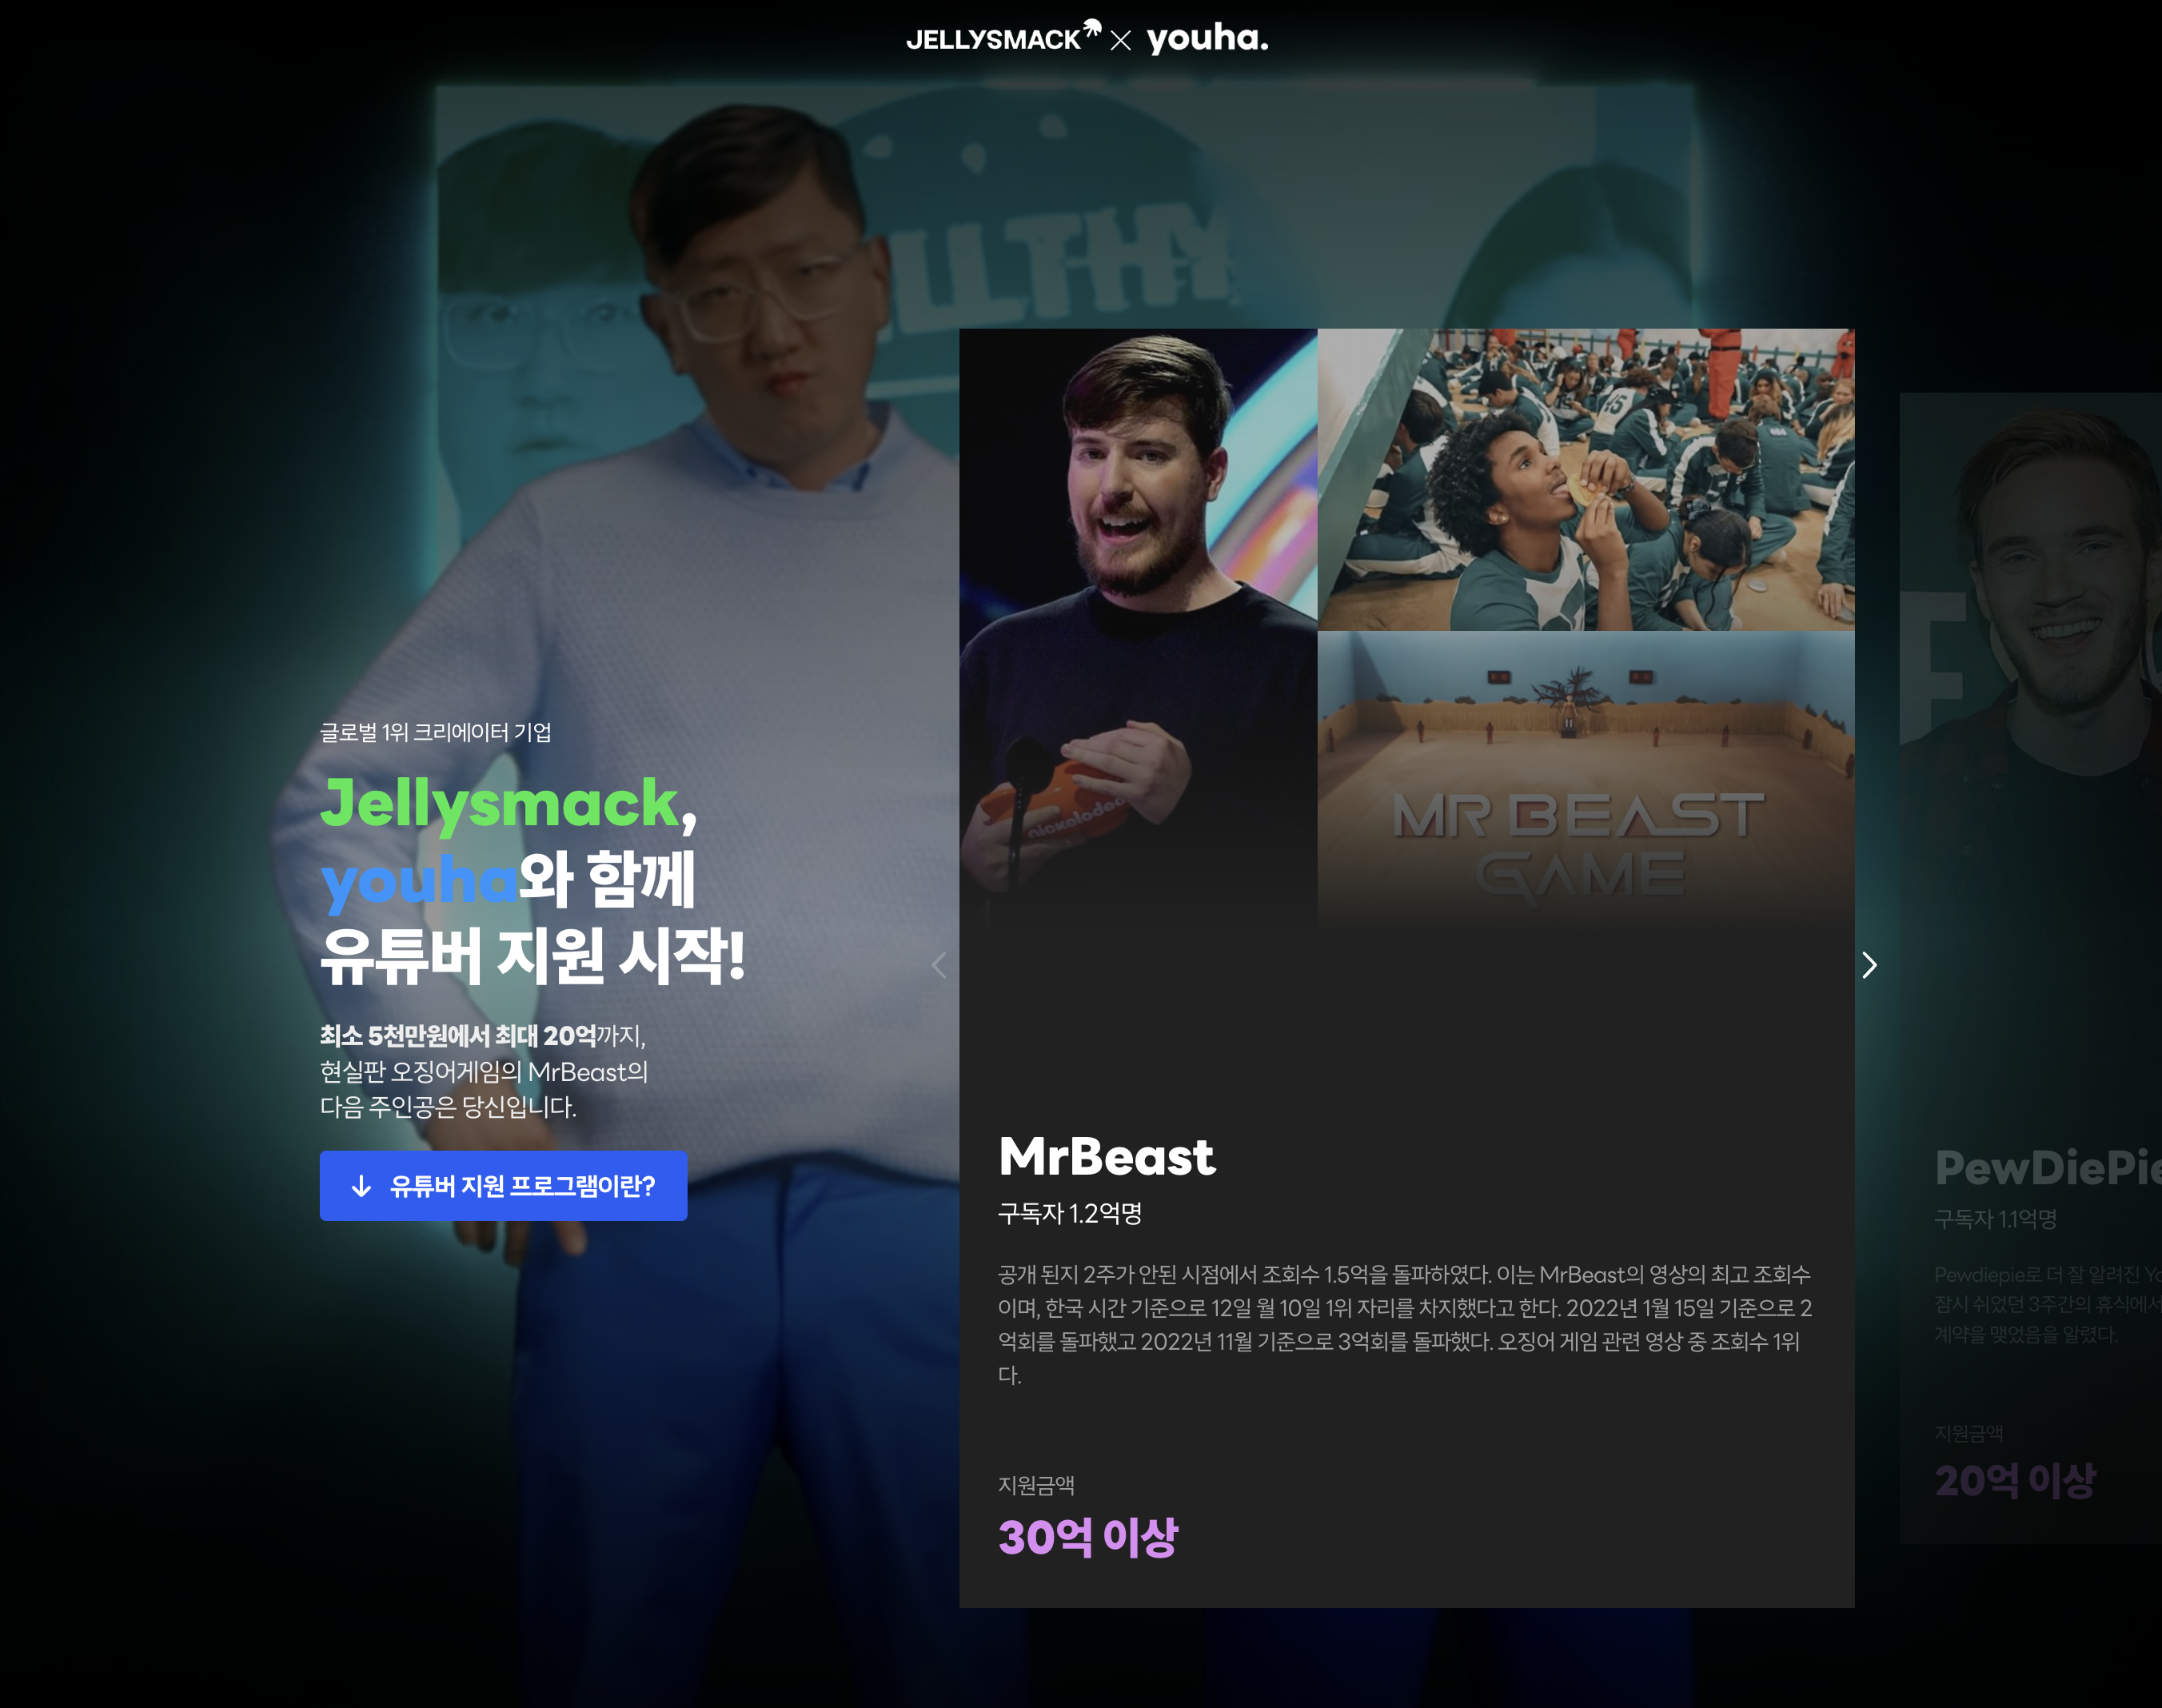 JELLYSMACK × youha.
ILLTHY
글로벌 1위 크리에이터 기업
Jellysmack,
youha와 함께
유튜버 지원 시작!
최소 5천만원에서 최대 20억까지,
현실판 오징어게임의 MrBeast의
다음 주인공은 당신입니다.
↓ 유튜버 지원 프로그램이란?
45
nickelodeo
MR BEAST
GAME
MrBeast
구독자 1.2억명
공개 된지 2주가 안된 시점에서 조회수 1.5억을 돌파하였다. 이는 MrBeast의 영상의 최고 조회수
이며, 한국 시간 기준으로 12일 월 10일 1위 자리를 차지했다고 한다. 2022년 1월 15일 기준으로 2
억회를 돌파했고 2022년 11월 기준으로 3억회를 돌파했다. 오징어 게임 관련 영상 중 조회수 1위
다.
지원금액
30억 이상
PewDiePie
구독자 1.1억명
Pewdiepie로 더 잘 알려진
잠시 쉬었던 3주간의 휴식에서
계약을 맺었음을 알렸다.
지원금액
20억 이상